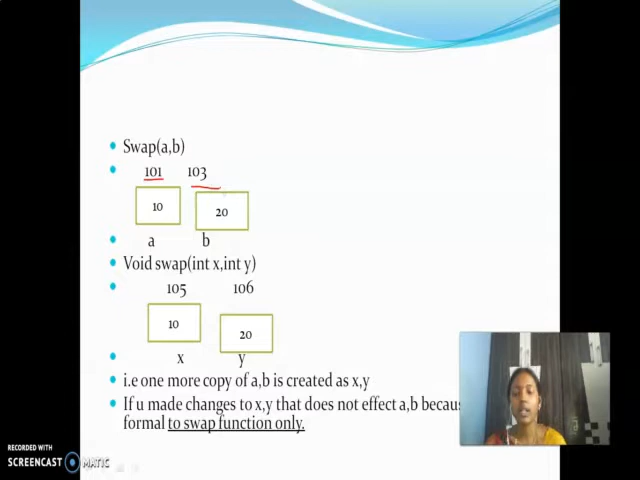 Swap(a,b)
101 103
10 20
a b
Void swap(int x,int y)
105 106
10 20
x y
i.e one more copy of a,b is created as x,y
If u made changes to x,y that does not effect a,b
formal to swap function only.
RECORDED WITH
SCREENCAST MATIC